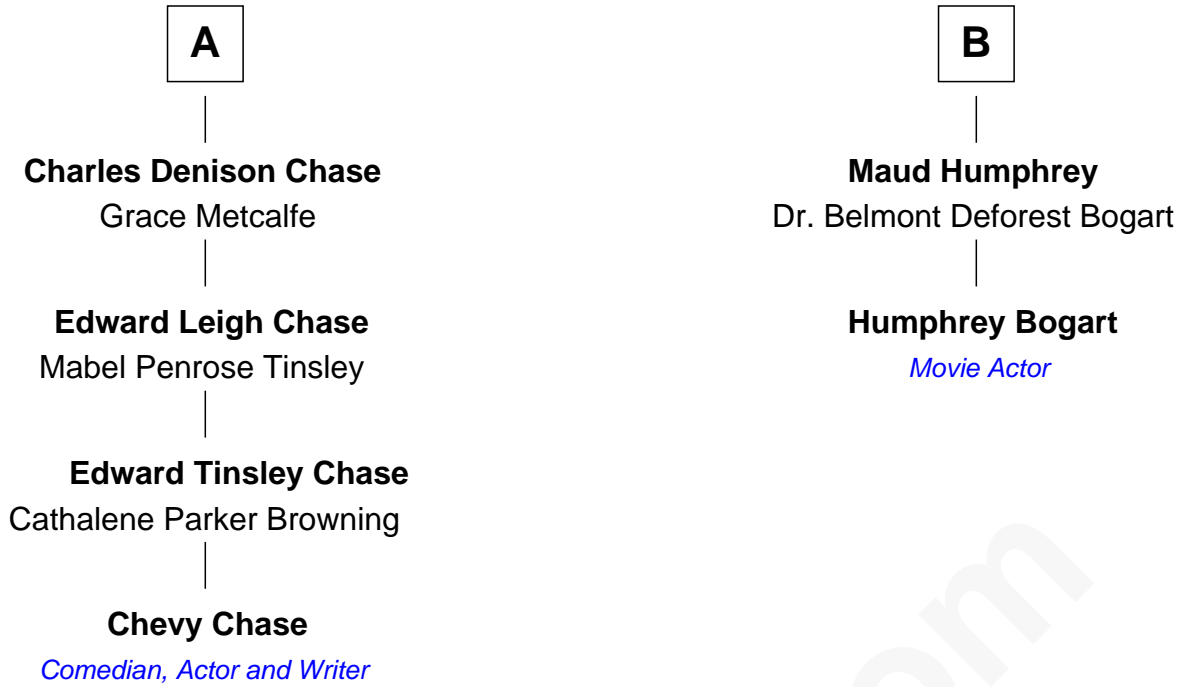 A
B
Charles Denison Chase
Grace Metcalfe
Maud Humphrey
Dr. Belmont Deforest Bogart
Edward Leigh Chase
Mabel Penrose Tinsley
Humphrey Bogart
Movie Actor
Edward Tinsley Chase
Cathalene Parker Browning
Chevy Chase
Comedian, Actor and Writer
om